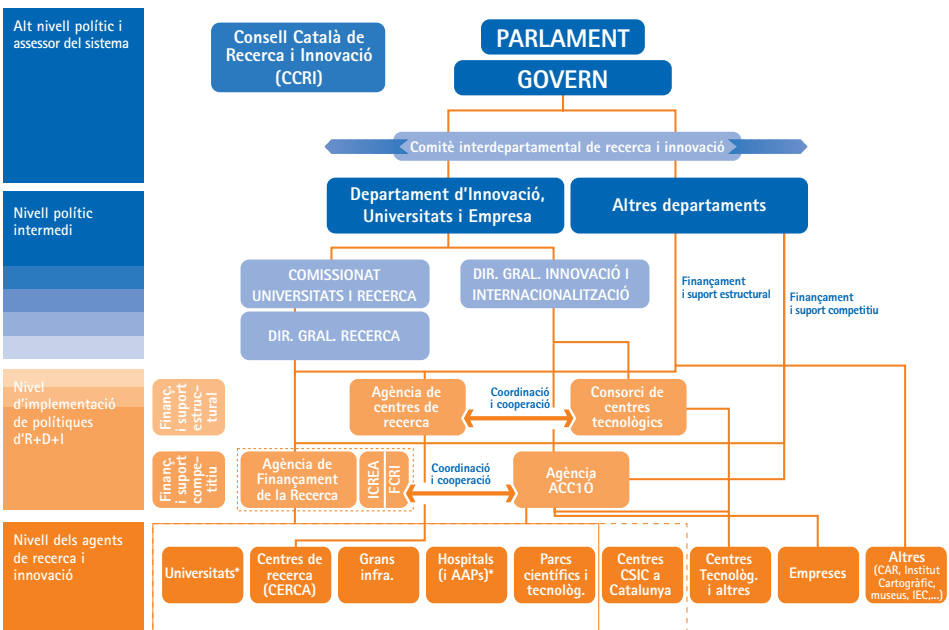 Alt nivell polític i
assessor del sistema
Consell Català de
Recerca i Innovació
(CCRI)
PARLAMENT
GOVERN
Comitè interdepartamental de recerca i innovació
Nivell polític
intermedi
Departament d'Innovació,
Universitats i Empresa
Altres departaments
COMISSIONAT
UNIVERSITATS I RECERCA
DIR. GRAL. INNOVACIÓ I
INTERNACIONALITZACIÓ
DIR. GRAL. RECERCA
Finançament
i suport estructural
Finançament
i suport competitiu
Nivel
d'implementació
de polítiques
d'R+D+I
Finanç.
i suport
estruc-
tural
Agència de
centres de
recerca
Coordinació
i cooperació
Consorci de
centres
tecnològics
Finanç.
i suport
compe-
titiu
Agència de
Finançament
de la Recerca
ICREA
FCRI
Coordinació
i cooperació
Agència
ACC1Ó
Nivell dels agents
de recerca i
innovació
Universitats*
Centres de
recerca
(CERCA)
Grans
infra.
Hospitals
(i AAPs)*
Parcs
científics i
tecnològ.
Centres
CSIC a
Catalunya
Centres
Tecnològ.
i altres
Empreses
Altres
(CAR, Institut
Cartogràfic,
museus, IEC,...)